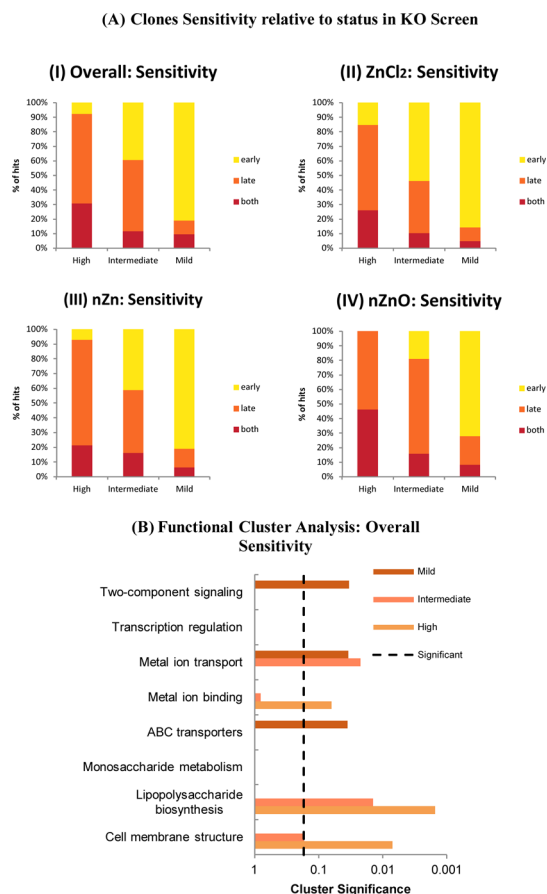 (A) Clones Sensitivity relative to status in KO Screen
(I) Overall: Sensitivity
100%
90%
80%
70%
60%
50%
40%
30%
20%
10%
0%
% of hits
High
Intermediate
Mild
early
late
both
(II) ZnCl₂: Sensitivity
100%
90%
80%
70%
60%
50%
40%
30%
20%
10%
0%
% of hits
High
Intermediate
Mild
early
late
both
(III) nZn: Sensitivity
100%
90%
80%
70%
60%
50%
40%
30%
20%
10%
0%
% of hits
High
Intermediate
Mild
early
late
both
(IV) nZnO: Sensitivity
100%
90%
80%
70%
60%
50%
40%
30%
20%
10%
0%
% of hits
High
Intermediate
Mild
early
late
both
(B) Functional Cluster Analysis: Overall
Sensitivity
Two-component signaling
Transcription regulation
Metal ion transport
Metal ion binding
ABC transporters
Monosaccharide metabolism
Lipopolysaccharide
biosynthesis
Cell membrane structure
Mild
Intermediate
High
Significant
1
0.1
0.01
0.001
Cluster Significance